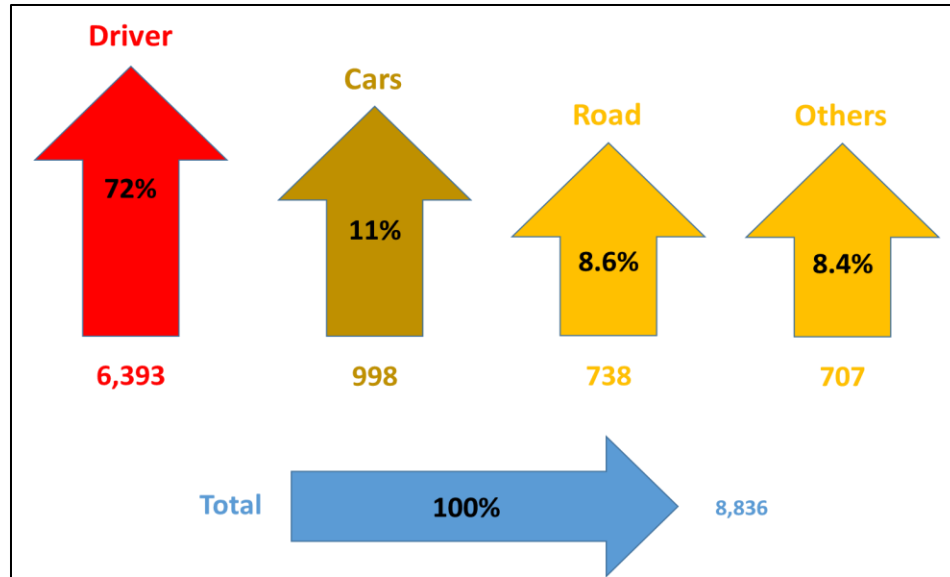 Driver
Cars
Road
Others
72%
11%
8.6%
8.4%
6,393
998
738
707
Total
100%
8,836